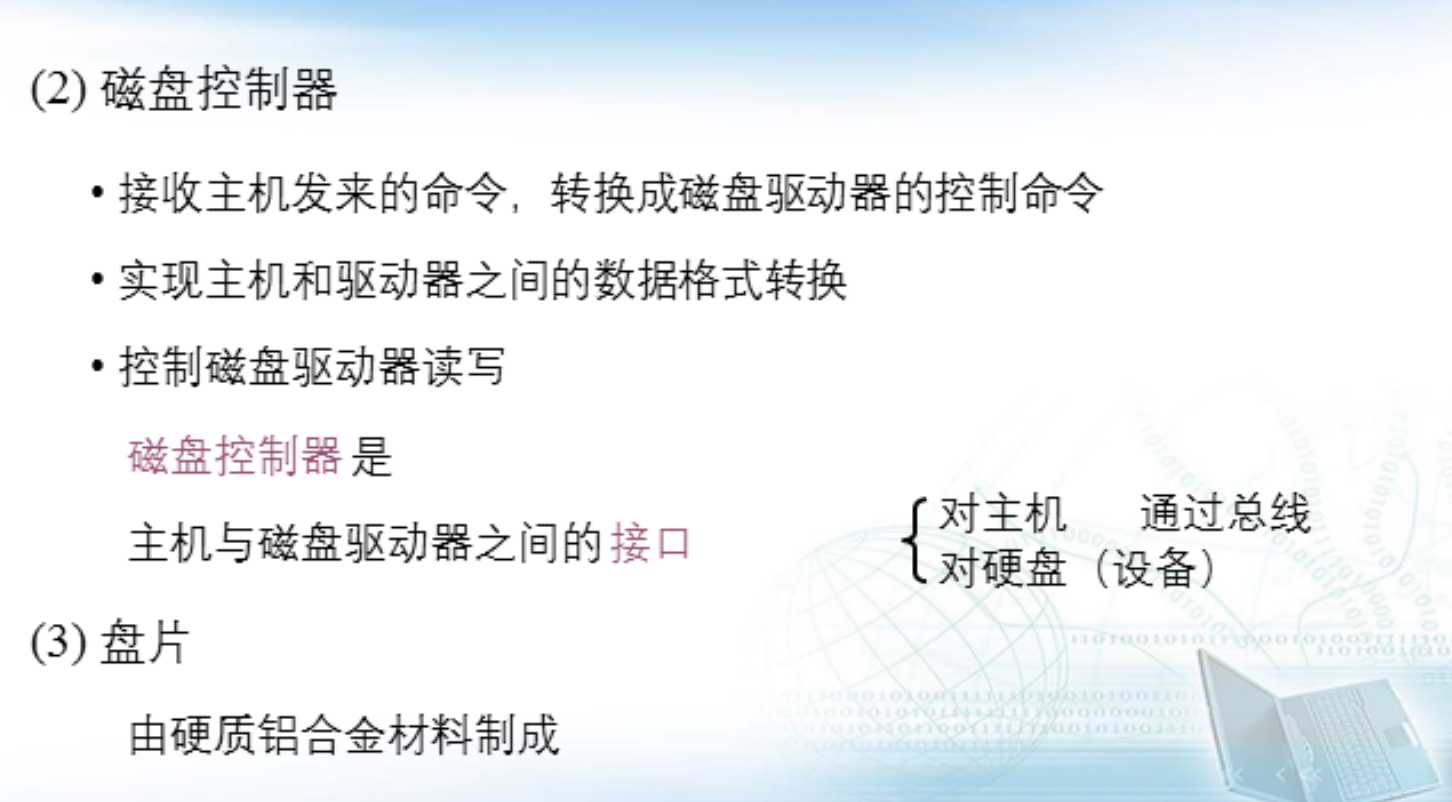 (2) 磁盘控制器
• 接收主机发来的命令，转换成磁盘驱动器的控制命令
• 实现主机和驱动器之间的数据格式转换
• 控制磁盘驱动器读写
磁盘控制器是
主机与磁盘驱动器之间的接口
对主机 通过总线
对硬盘（设备）
(3) 盘片
由硬质铝合金材料制成